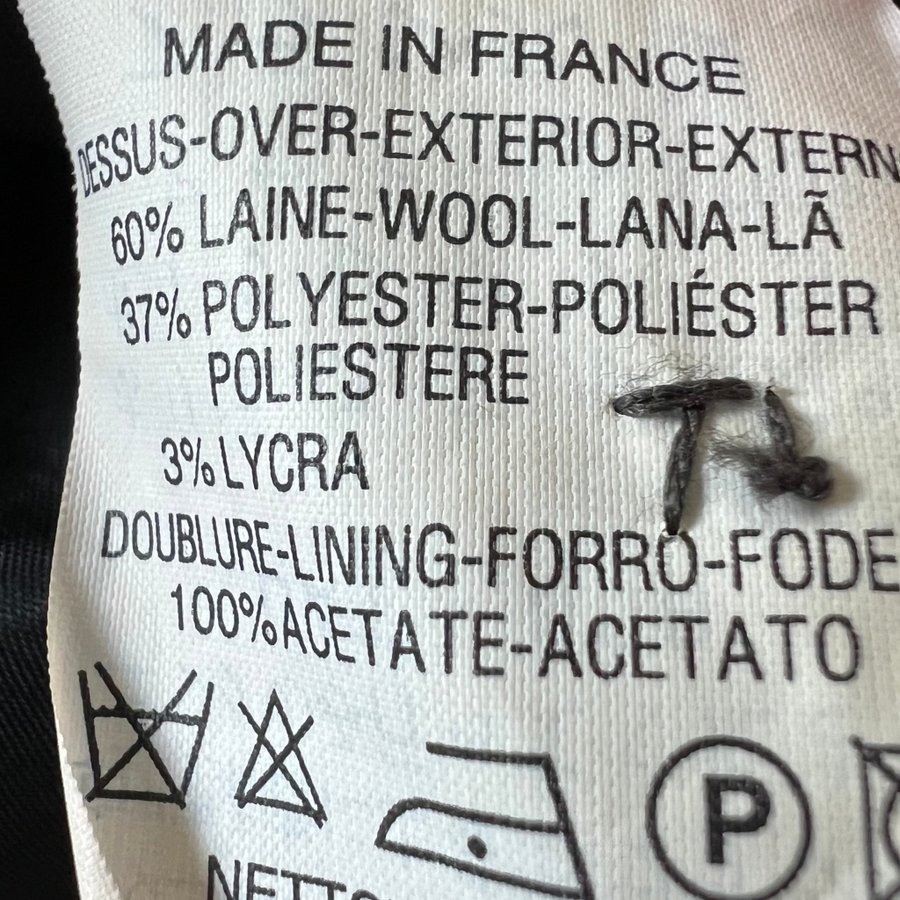 MADE IN FRANCE
DESSUS-OVER-EXTERIOR-EXTERN
60% LAINE-WOOL-LANA-LÃ
37% POLYESTER-POLIÉSTER
POLIESTERE
3% LYCRA
DOUBLURE-LINING-FORRO-FODE
100% ACETATE-ACETATO
P